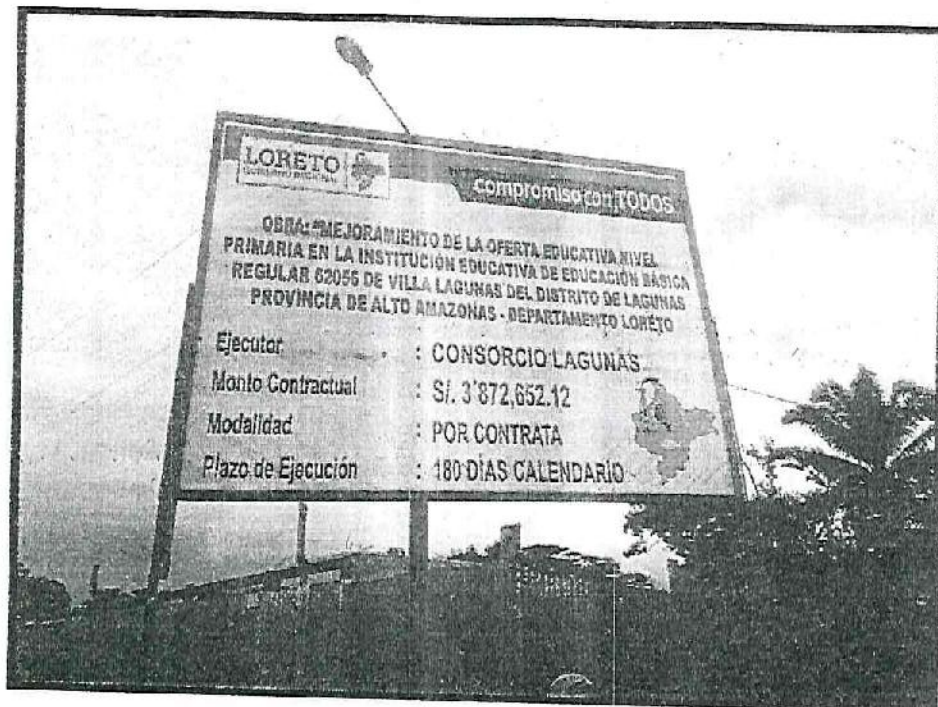 LORETO
GOBIERNO REGIONAL
compromiso con TODOS
OBRA: "MEJORAMIENTO DE LA OFERTA EDUCATIVA NIVEL
PRIMARIA EN LA INSTITUCIÓN EDUCATIVA DE EDUCACIÓN BÁSICA
REGULAR 62056 DE VILLA LAGUNAS DEL DISTRITO DE LAGUNAS
PROVINCIA DE ALTO AMAZONAS - DEPARTAMENTO LORETO
Ejecutor : CONSORCIO LAGUNAS
Monto Contractual : S/. 3'872,652.12
Modalidad : POR CONTRATA
Plazo de Ejecución : 180 DÍAS CALENDARIO